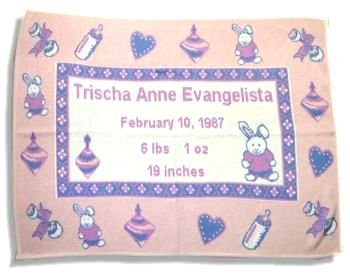 Trischa Anne Evangelista
February 10, 1987
6 lbs 1 oz
19 inches